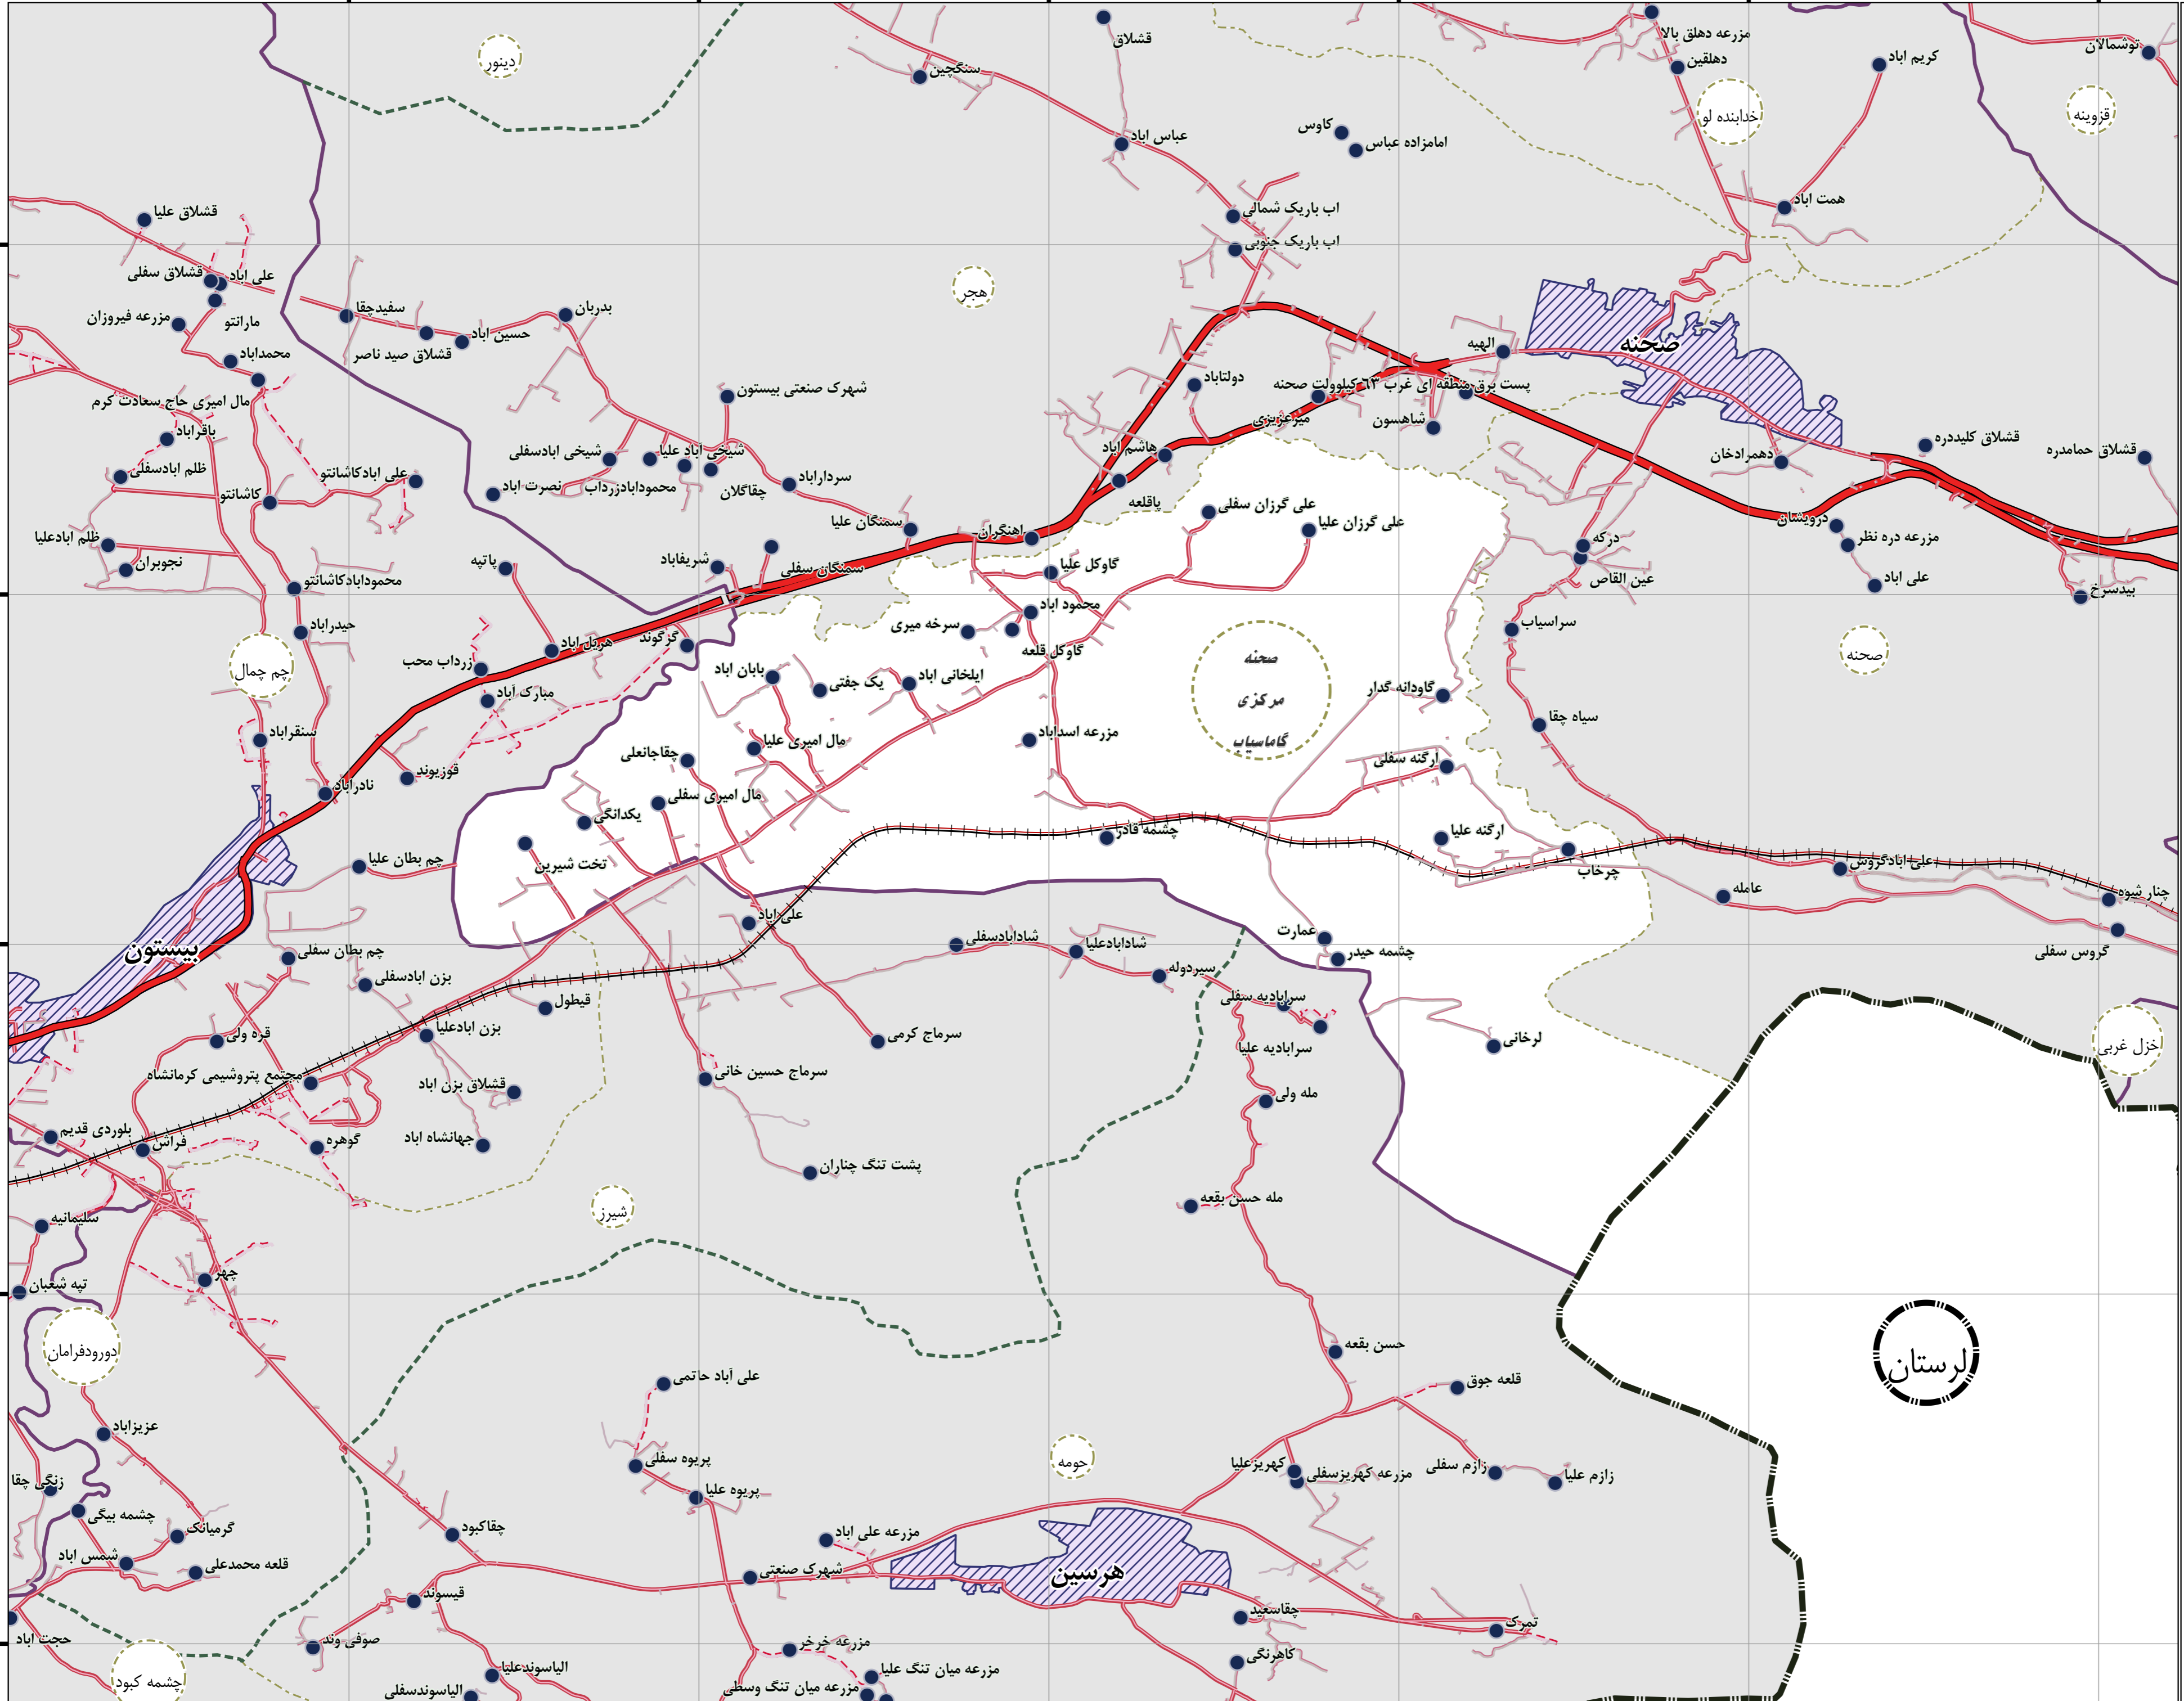 توشمالان
مزرعه دهلق بالا
قشلاق
کریم اباد
دینور
دهلقین
سنگچین
قزوینه
خدابنده لو
کاوس
عباس اباد
امامزاده عباس
همت اباد
اب باریک شمالی
قشلاق علیا
اب باریک جنوبی
علی اباد
قشلاق سفلی
هجر
سفیدچقا
بدربان
مزرعه فیروزان
مارانتو
حسین اباد
الهیه
صحنه
قشلاق صید ناصر
محمداباد
دولتاباد
پست برق منطقه ای غرب ٦٣ کیلوولت صحنه
شهرک صنعتی بیستون
مال امیری حاج سعادت کرم
میرعزیزی
شاهسون
باقراباد
قشلاق کلیددره
قشلاق حمامدره
هاشم اباد
شیخی اباد علیا
شیخی ابادسفلی
دهمرادخان
ظلم ابادسفلی
علی ابادکاشانتو
سرداراباد
نصرت اباد
محمودابادزرداب
چقاگلان
کاشانتو
پاقلعه
علی گرزان سفلی
سمنگان علیا
علی گرزان علیا
درویشان
اهنگران
ظلم ابادعلیا
درکه
مزرعه دره نظر
نجوبران
پاتپه
شریفاباد
سمنگان سفلی
گاوکل علیا
محمودابادکاشانتو
عین القاص
علی اباد
بیدسرخ
محمود اباد
حیدراباد
سرخه میری
سراسیاب
گرگوند
هریل اباد
گاوکل قلعه
صحنه
مرکزی
گاماسیاب
صحنه
چم چمال
زرداب محب
بابان اباد
یک جفتی
ایلخانی اباد
گاودانه گدار
مبارک اباد
سیاه چقا
سنقراباد
مزرعه اسداباد
مال امیری علیا
چقاجانعلی
ارگنه سفلی
قوزیوند
نادراباد
مال امیری سفلی
یکدانگی
چشمه قادر
ارگنه علیا
چم بطان علیا
تخت شیرین
چرخاب
علی ابادگروس
عامله
چنار شیوه
علی اباد
عمارت
بیستون
شادابادسفلی
شادابادعلیا
چشمه حیدر
گروس سفلی
چم بطان سفلی
بزن ابادسفلی
سیردوله
قیطول
سرابادیه سفلی
بزن ابادعلیا
قره ولی
سرماج کرمی
سرابادیه علیا
لرخانی
خزل غربی
مجتمع پتروشیمی کرمانشاه
سرماج حسین خانی
قشلاق بزن اباد
مله ولی
بلوردی قدیم
فراش
گوهره
جهانشاه اباد
پشت تنگ چناران
مله حسن بقعه
شیرز
سلیمانیه
چهر
تپه شعبان
دورودفرامان
حسن بقعه
لرستان
علی آباد حاتمی
قلعه جوق
عزیزاباد
حومه
پریوه سفلی
کهریزعلیا
مزرعه کهریزسفلی
زازم سفلی
زازم علیا
زنگی چقا
پریوه علیا
چشمه بیگی
گرمیانک
چقاکبود
مزرعه علی اباد
شمس اباد
قلعه محمدعلی
شهرک صنعتی
هرسین
قیسوند
چقاسعید
تمرک
حجت اباد
صوفی وند
مزرعه خرخر
کاهرنگی
الیاسوندعلیا
مزرعه میان تنگ علیا
چشمه کبود
الیاسوندسفلی
مزرعه میان تنگ وسطی